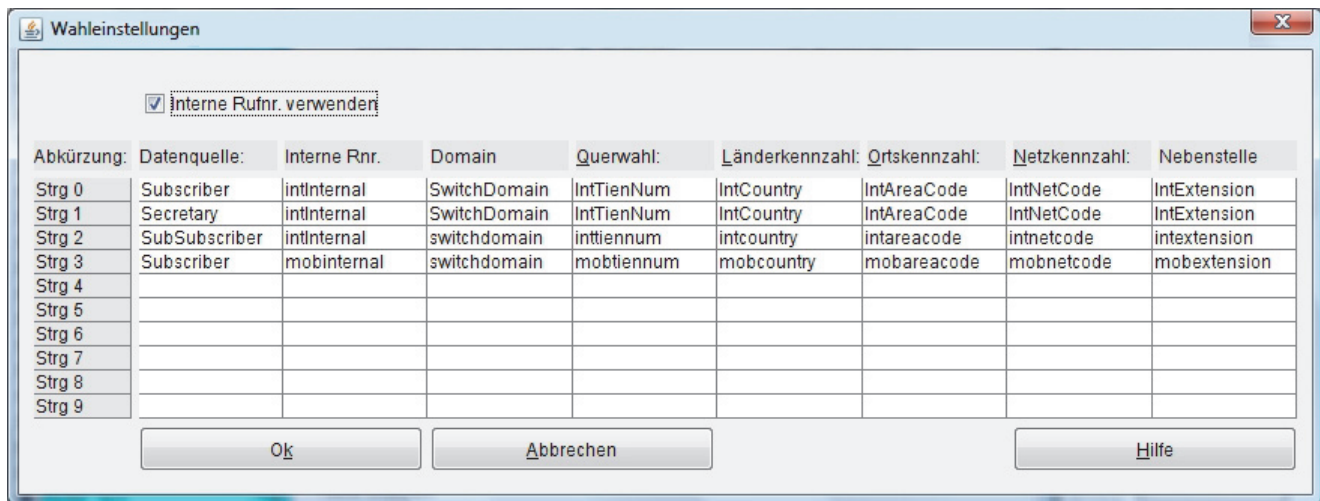 Wahleinstellungen
Interne Rufnr. verwenden
Abkürzung: Datenquelle: Interne Rnr. Domain Querwahl: Länderkennzahl: Ortskennzahl: Netzkennzahl: Nebenstelle
Strg 0 Subscriber intInternal SwitchDomain IntTienNum IntCountry IntAreaCode IntNetCode IntExtension
Strg 1 Secretary intInternal SwitchDomain IntTienNum IntCountry IntAreaCode IntNetCode IntExtension
Strg 2 SubSubscriber intInternal switchdomain inttiennum intcountry intareacode intnetcode intextension
Strg 3 Subscriber mobinternal switchdomain mobtiennum mobcountry mobareacode mobnetcode mobextension
Strg 4
Strg 5
Strg 6
Strg 7
Strg 8
Strg 9
Ok Abbrechen Hilfe